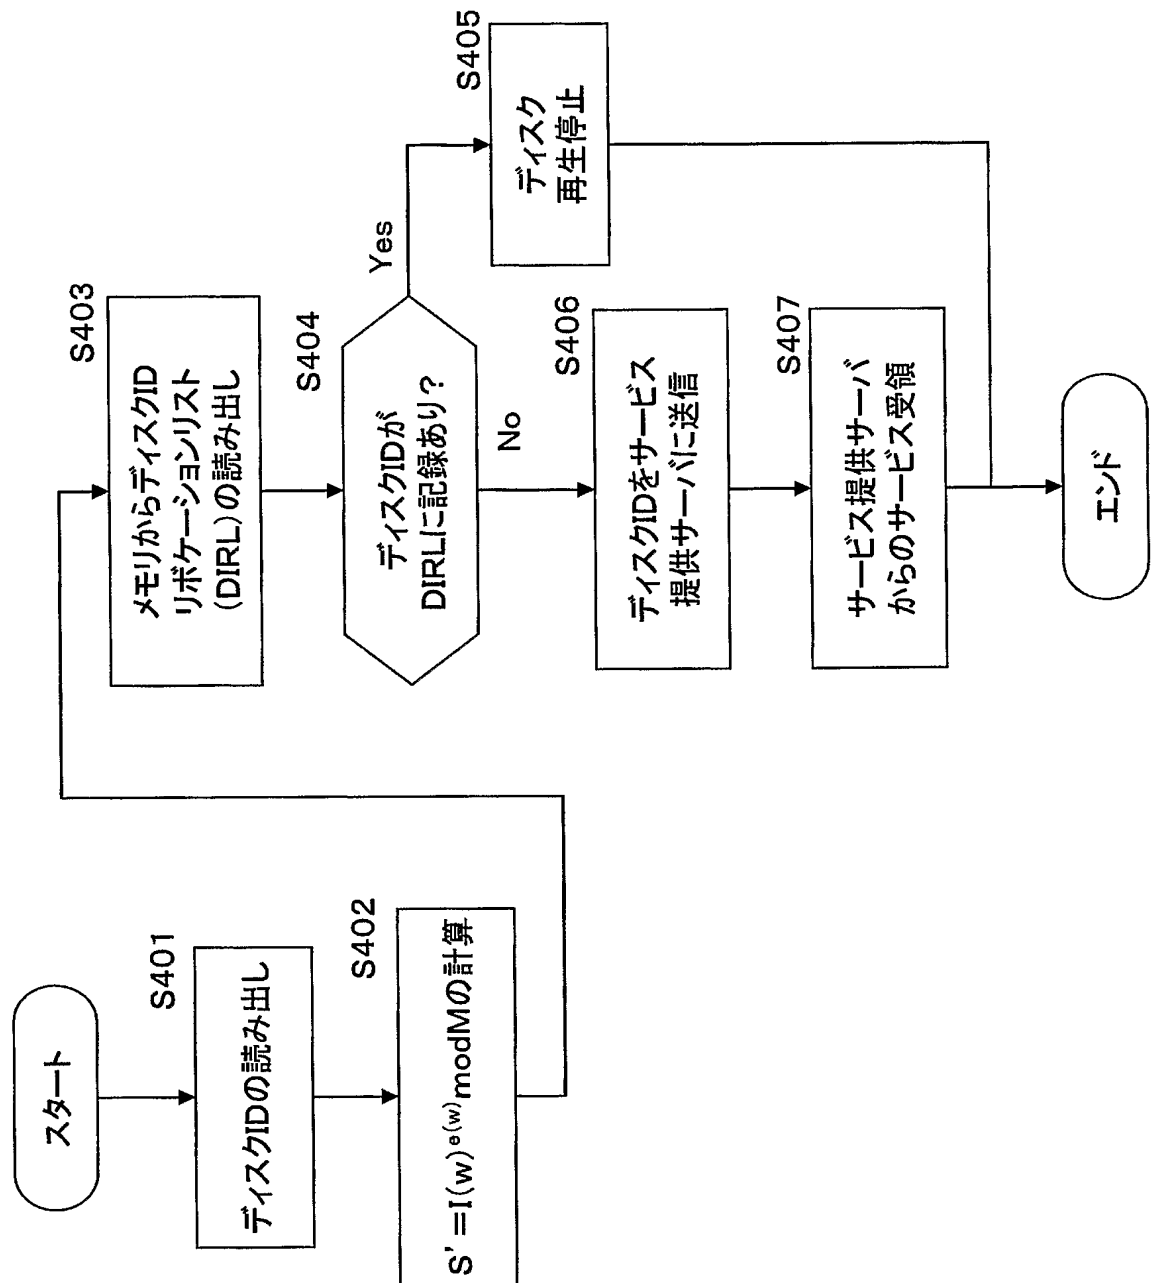 スタート
S401
ディスクIDの読み出し
S402
S'=I(w)^e(w) modMの計算
S403
メモリからディスクID
リボケーションリスト
(DIRL)の読み出し
S404
ディスクIDが
DIRLに記録あり?
Yes
No
S405
ディスク
再生停止
S406
ディスクIDをサービス
提供サーバに送信
S407
サービス提供サーバ
からのサービス受領
エンド